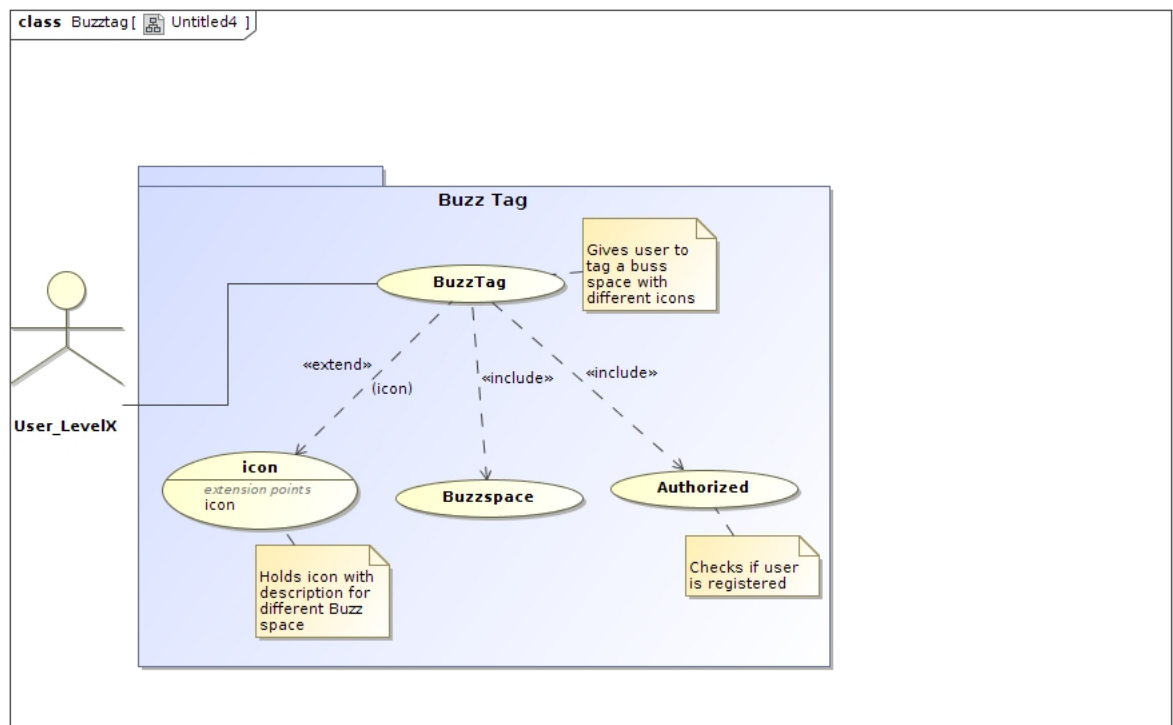 class Buzztag[ Untitled4 ]
Buzz Tag
Gives user to
tag a buss
space with
different icons
BuzzTag
«extend»
(icon)
«include»
«include»
User_LevelX
icon
extension points
icon
Buzzspace
Authorized
Holds icon with
description for
different Buzz
space
Checks if user
is registered